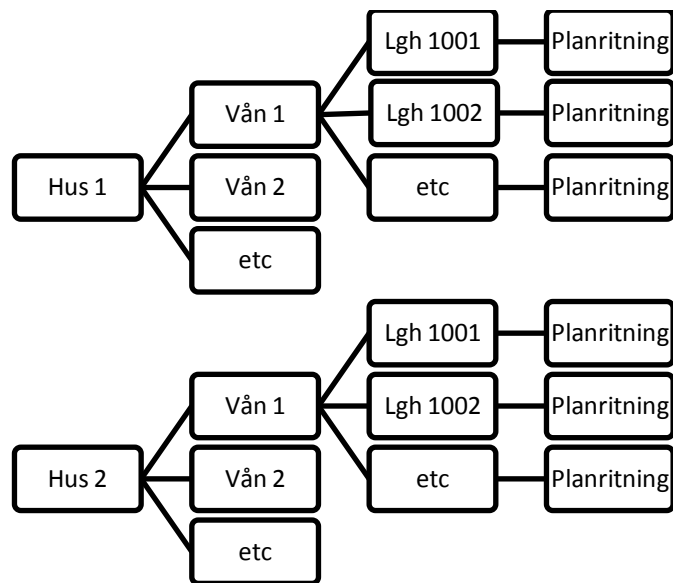 Lgh 1001
Planritning
Vån 1
Lgh 1002
Planritning
Hus 1
Vån 2
etc
Planritning
etc
Lgh 1001
Planritning
Vån 1
Lgh 1002
Planritning
Hus 2
Vån 2
etc
Planritning
etc